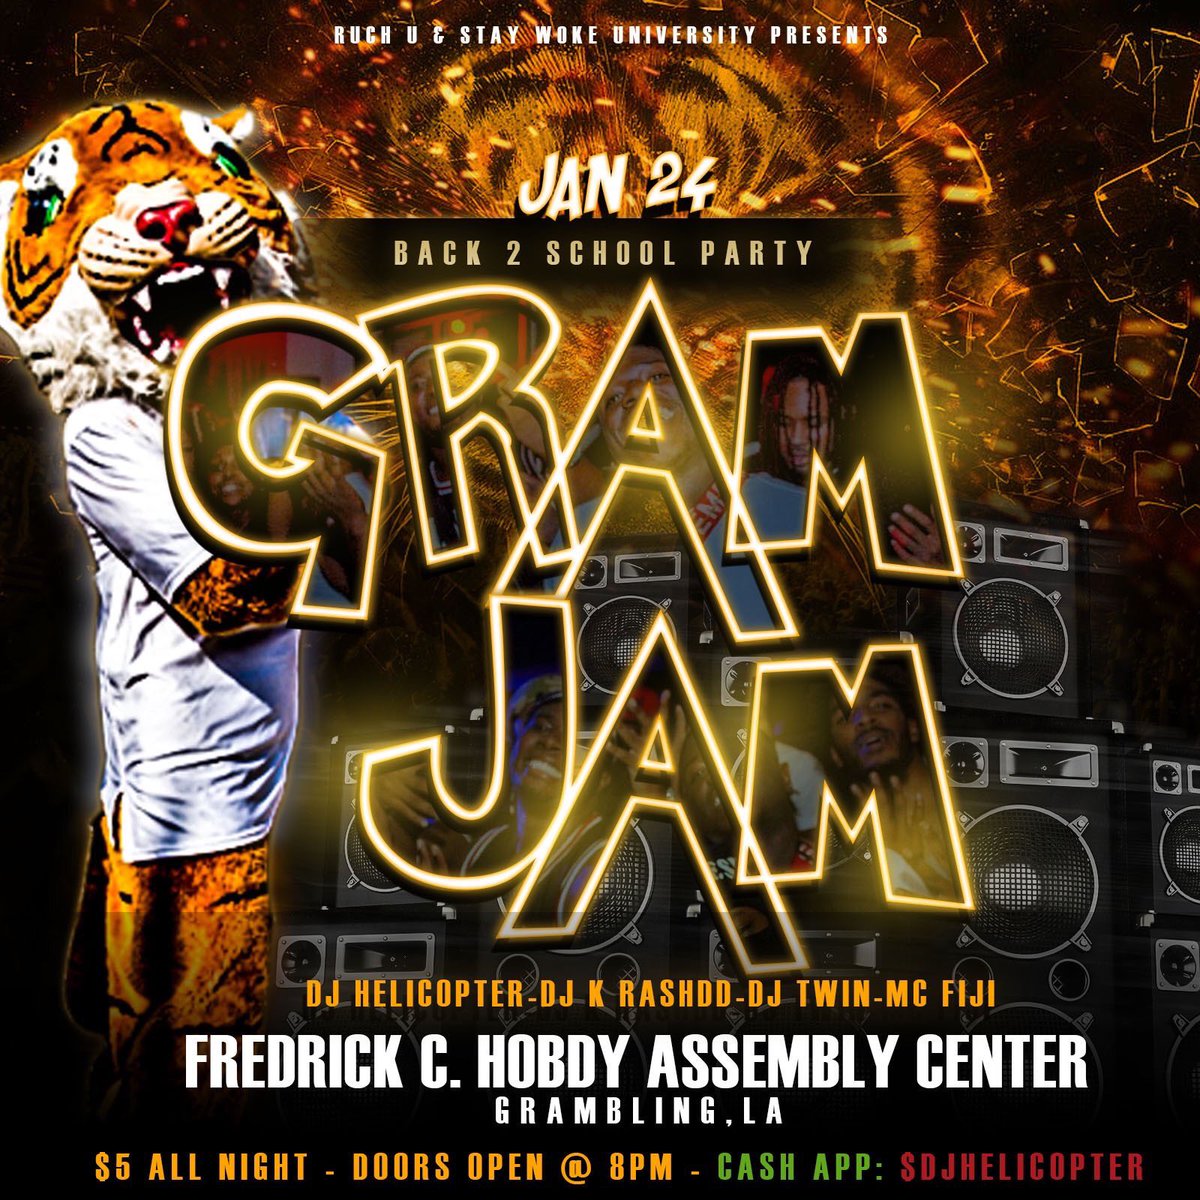 RUCH U & STAY WOKE UNIVERSITY PRESENTS
JAN 24
BACK 2 SCHOOL PARTY
GRAM
JAM
DJ HELICOPTER-DJ K RASHDD-DJ TWIN-MC FIJI
FREDRICK C. HOBDY ASSEMBLY CENTER
GRAMBLING,LA
$5 ALL NIGHT - DOORS OPEN @ 8PM - CASH APP: $DJHELICOPTER